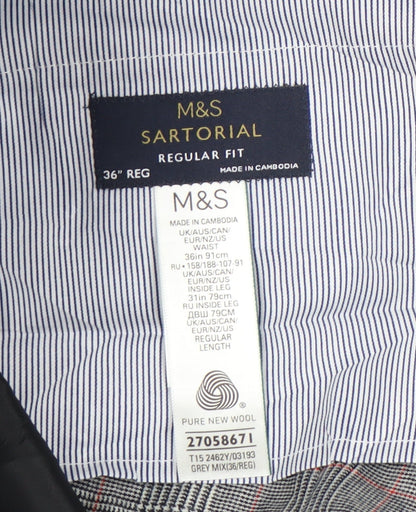 M&S
SARTORIAL
REGULAR FIT
36" REG
MADE IN CAMBODIA
M&S
MADE IN CAMBODIA
UK/AUS/CAN/
EUR/NZ/US
WAIST
36in 91cm
RU•158/188-107-91
UK/AUS/CAN/
EUR/NZ/US
INSIDE LEG
31in 79cm
RU INSIDE LEG
ДВШ 79CM
UK/AUS/CAN/
EUR/NZ/US
REGULAR
LENGTH
PURE NEW WOOL
27058671
T15 2462Y/03193
GREY MIX(36/REG)